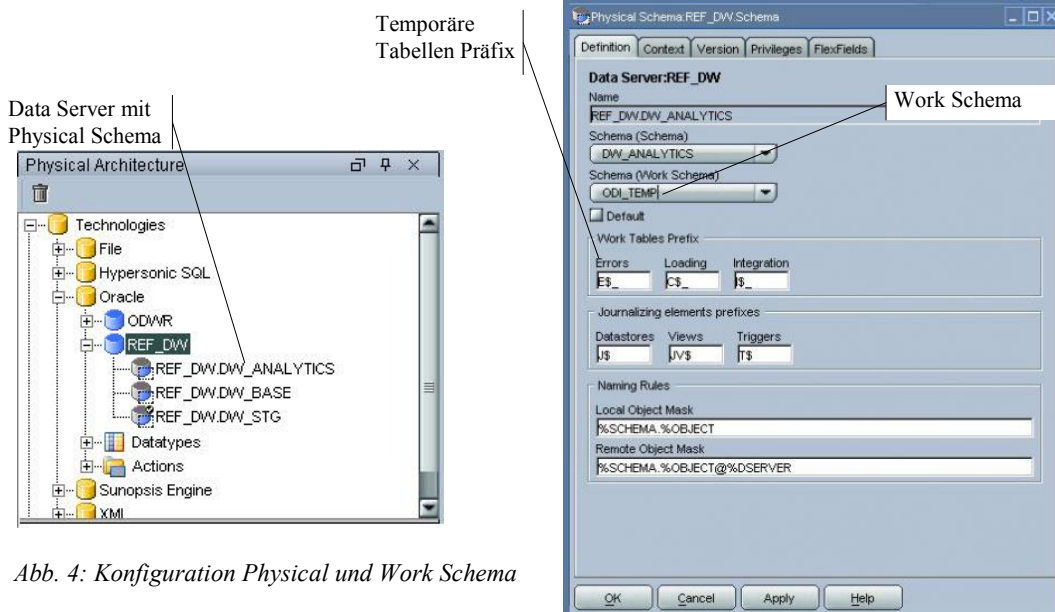 Temporäre
Tabellen Präfix
Data Server mit
Physical Schema
Physical Architecture
Technologies
File
Hypersonic SQL
Oracle
ODWR
REF_DW
REF_DW.DW_ANALYTICS
REF_DW.DW_BASE
REF_DW.DW_STG
Datatypes
Actions
Sunopsis Engine
XML
Abb. 4: Konfiguration Physical und Work Schema
Physical Schema:REF_DW.Schema
Definition Context Version Privileges FlexFields
Data Server:REF_DW
Name
REF_DW.DW_ANALYTICS
Work Schema
Schema (Schema)
DW_ANALYTICS
Schema (Work Schema)
ODI_TEMP
Default
Work Tables Prefix
Errors Loading Integration
E$_ C$_ I$_
Journalizing elements prefixes
Datastores Views Triggers
J$ JV$ T$
Naming Rules
Local Object Mask
%SCHEMA.%OBJECT
Remote Object Mask
%SCHEMA.%OBJECT@%DSERVER
OK Cancel Apply Help